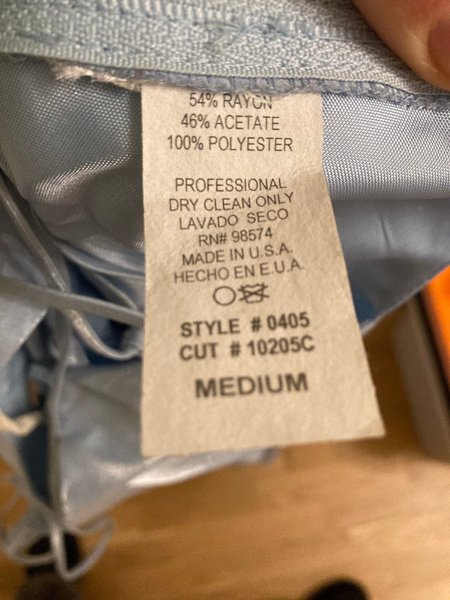 54% RAYON
46% ACETATE
100% POLYESTER
PROFESSIONAL
DRY CLEAN ONLY
LAVADO SECO
RN# 98574
MADE IN U.S.A.
HECHO EN E.U.A.
STYLE # 0405
CUT # 10205C
MEDIUM